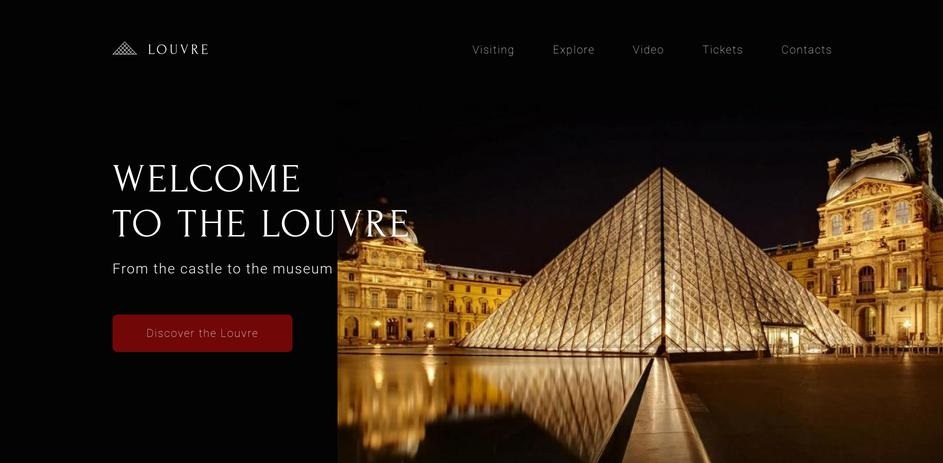 LOUVRE
Visiting Explore Video Tickets Contacts
WELCOME
TO THE LOUVRE
From the castle to the museum
Discover the Louvre